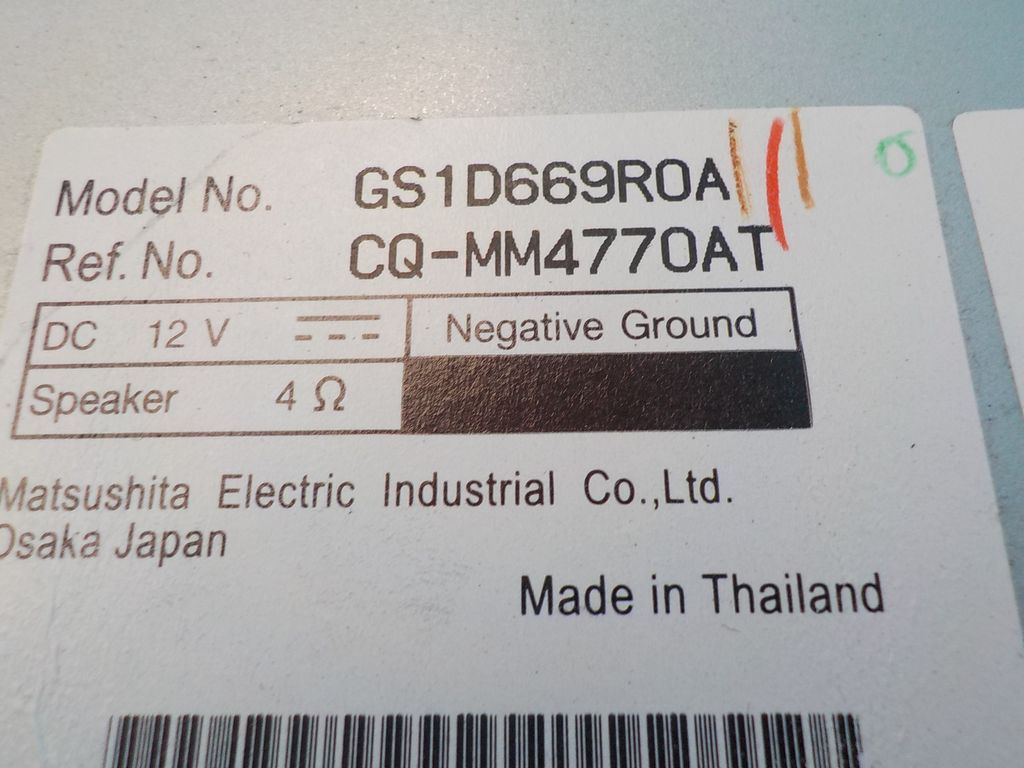 Model No. GS1D669R0A
Ref. No. CQ-MM4770AT
DC 12 V Negative Ground
Speaker 4 Ω
Matsushita Electric Industrial Co.,Ltd.
Osaka Japan
Made in Thailand